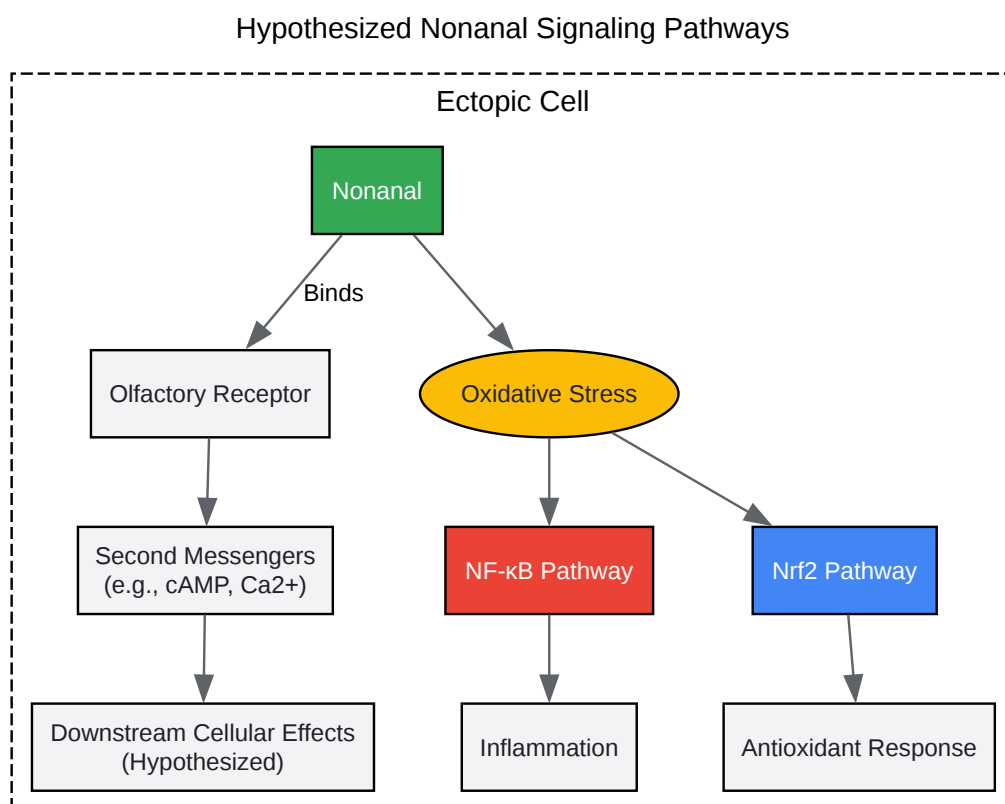 Hypothesized Nonanal Signaling Pathways
Ectopic Cell
Nonanal
Binds
Olfactory Receptor
Oxidative Stress
Second Messengers
(e.g., cAMP, Ca2+)
NF-κB Pathway
Nrf2 Pathway
Downstream Cellular Effects
(Hypothesized)
Inflammation
Antioxidant Response